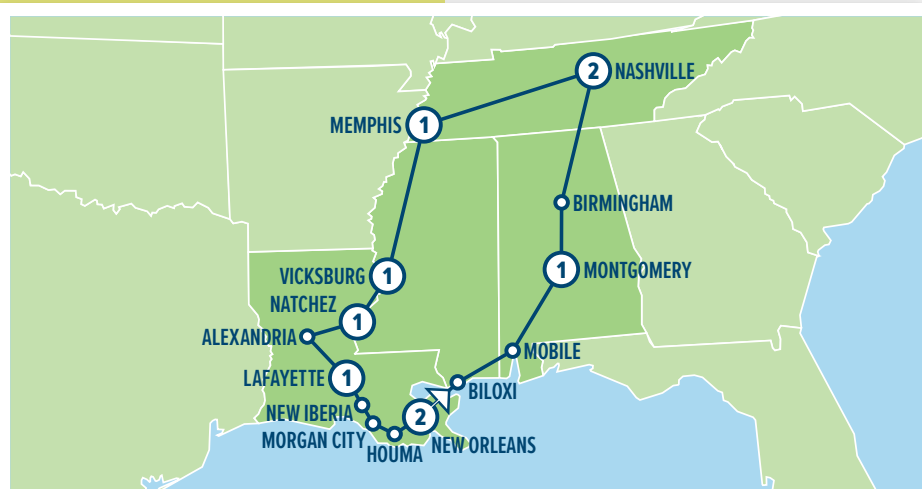 2 NASHVILLE
MEMPHIS 1
BIRMINGHAM
VICKSBURG 1
1 MONTGOMERY
NATCHEZ 1
ALEXANDRIA
MOBILE
LAFAYETTE 1
BILOXI
NEW IBERIA
2
MORGAN CITY
NEW ORLEANS
HOUMA